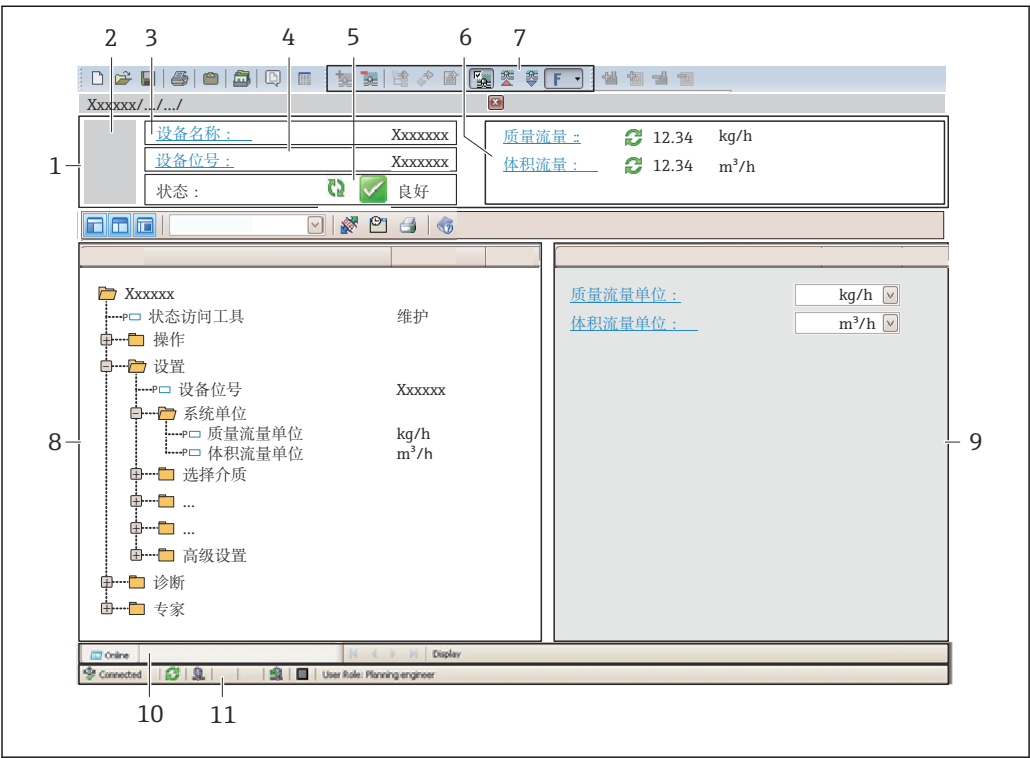 2 3 4 5 6 7
F
Xxxxxx/.../.../
1
设备名称： Xxxxxxx
设备位号： Xxxxxxx
状态： 良好
质量流量： 12.34 kg/h
体积流量： 12.34 m³/h
8
Xxxxxx
P 状态访问工具 维护
操作
设置
P 设备位号 Xxxxxx
系统单位
P 质量流量单位 kg/h
P 体积流量单位 m³/h
选择介质
...
...
高级设置
诊断
专家
质量流量单位： kg/h
体积流量单位： m³/h
9
Online Display
Connected User Role: Planning engineer
10 11